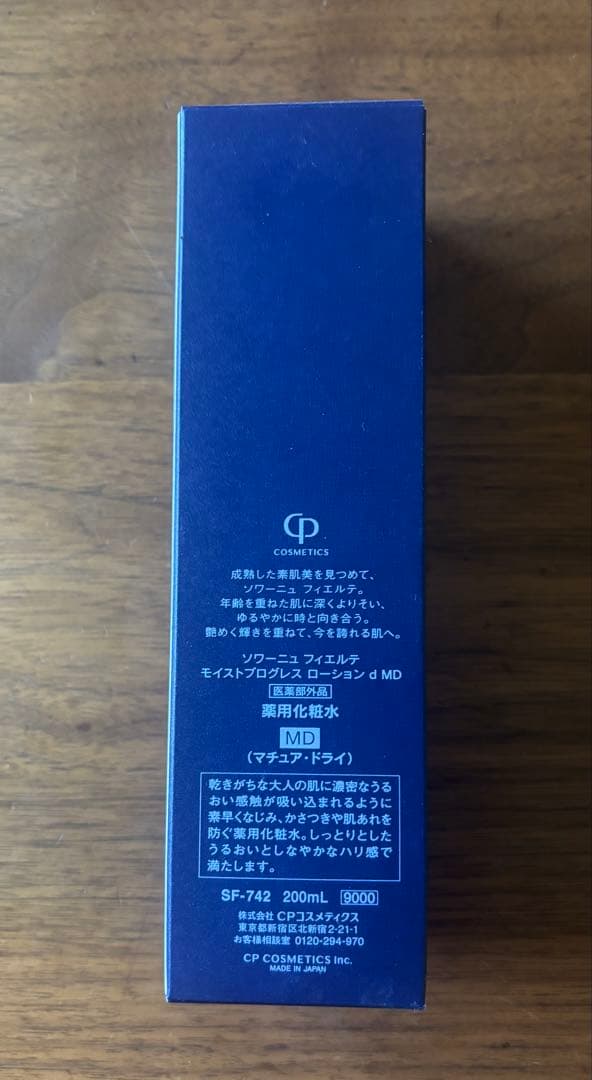 CP
COSMETICS
成熟した素肌美を見つめて、
ソワーニュ フィエルテ。
年齢を重ねた肌に深くよりそい、
ゆるやかに時と向き合う。
艶めく輝きを重ねて、今を誇れる肌へ。
ソワーニュ フィエルテ
モイストプログレス ローション d MD
医薬部外品
薬用化粧水
MD
（マチュア・ドライ）
乾きがちな大人の肌に濃密なうる
おい感触が吸い込まれるように
素早くなじみ、かさつきや肌あれを
防ぐ薬用化粧水。しっとりとした
うるおいとしなやかなハリ感で
満たします。
SF-742 200mL 9000
株式会社 CPコスメティクス
東京都新宿区北新宿2-21-1
お客様相談室 0120-294-970
CP COSMETICS Inc.
MADE IN JAPAN